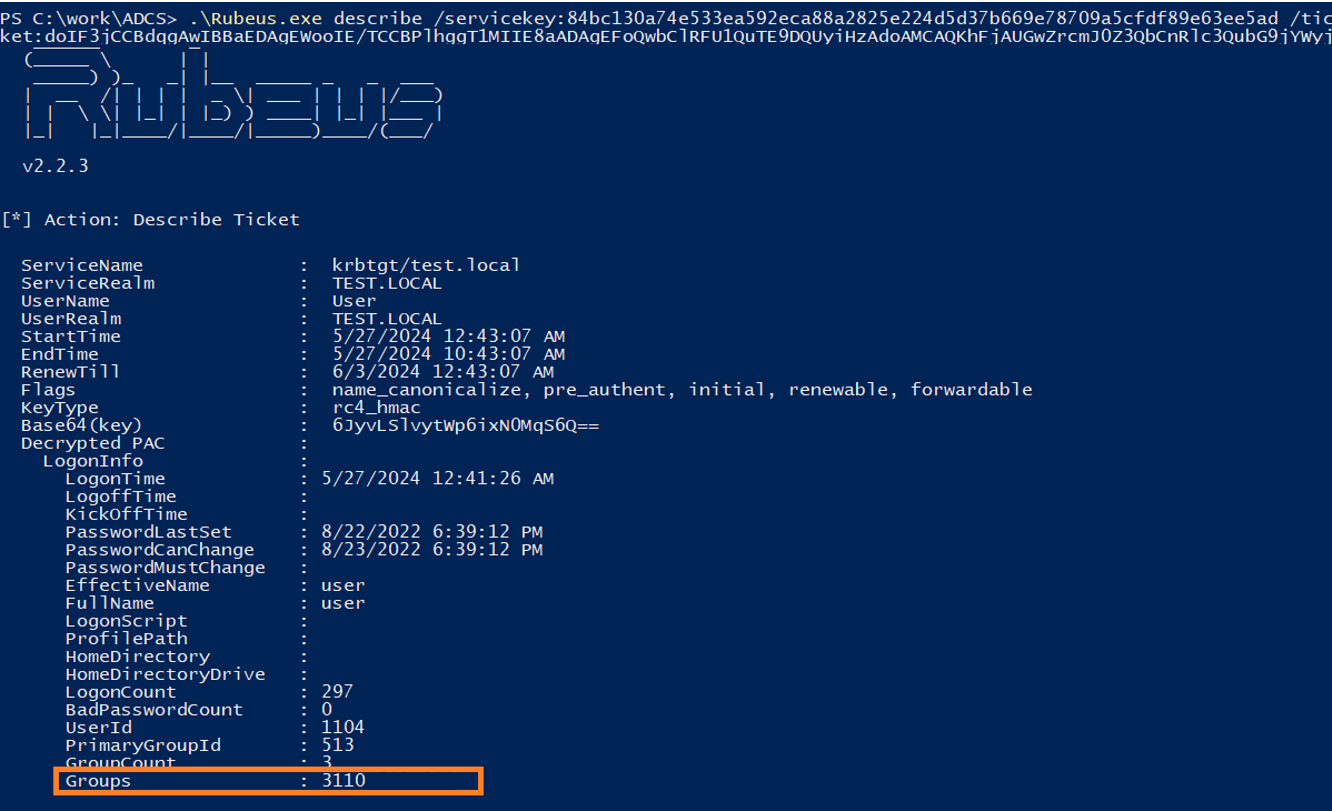 PS C:\work\ADCS> .\Rubeus.exe describe /servicekey:84bc130a74e533ea592eca88a2825e224d5d37b669e78709a5cfdf89e63ee5ad /tic
ket:doIF3jCCBdqgAwIBBaEDAgEWooIE/TCCBPlhggT1MIIE8aADAgEFoQwbClRFU1QuTE9DQUyiHzAdoAMCAQKhFjAUGwZrcmJ0Z3QbCnRlc3QubG9jYWyj
Rubeus
v2.2.3
[*] Action: Describe Ticket
ServiceName : krbtgt/test.local
ServiceRealm : TEST.LOCAL
UserName : User
UserRealm : TEST.LOCAL
StartTime : 5/27/2024 12:43:07 AM
EndTime : 5/27/2024 10:43:07 AM
RenewTill : 6/3/2024 12:43:07 AM
Flags : name_canonicalize, pre_authent, initial, renewable, forwardable
KeyType : rc4_hmac
Base64(key) : 6JyvLSlvytWp6ixN0MqS6Q==
Decrypted PAC :
LogonInfo :
LogonTime : 5/27/2024 12:41:26 AM
LogoffTime :
KickOffTime :
PasswordLastSet : 8/22/2022 6:39:12 PM
PasswordCanChange : 8/23/2022 6:39:12 PM
PasswordMustChange :
EffectiveName : user
FullName : user
LogonScript :
ProfilePath :
HomeDirectory :
HomeDirectoryDrive :
LogonCount : 297
BadPasswordCount : 0
UserId : 1104
PrimaryGroupId : 513
GroupCount : 3
Groups : 3110